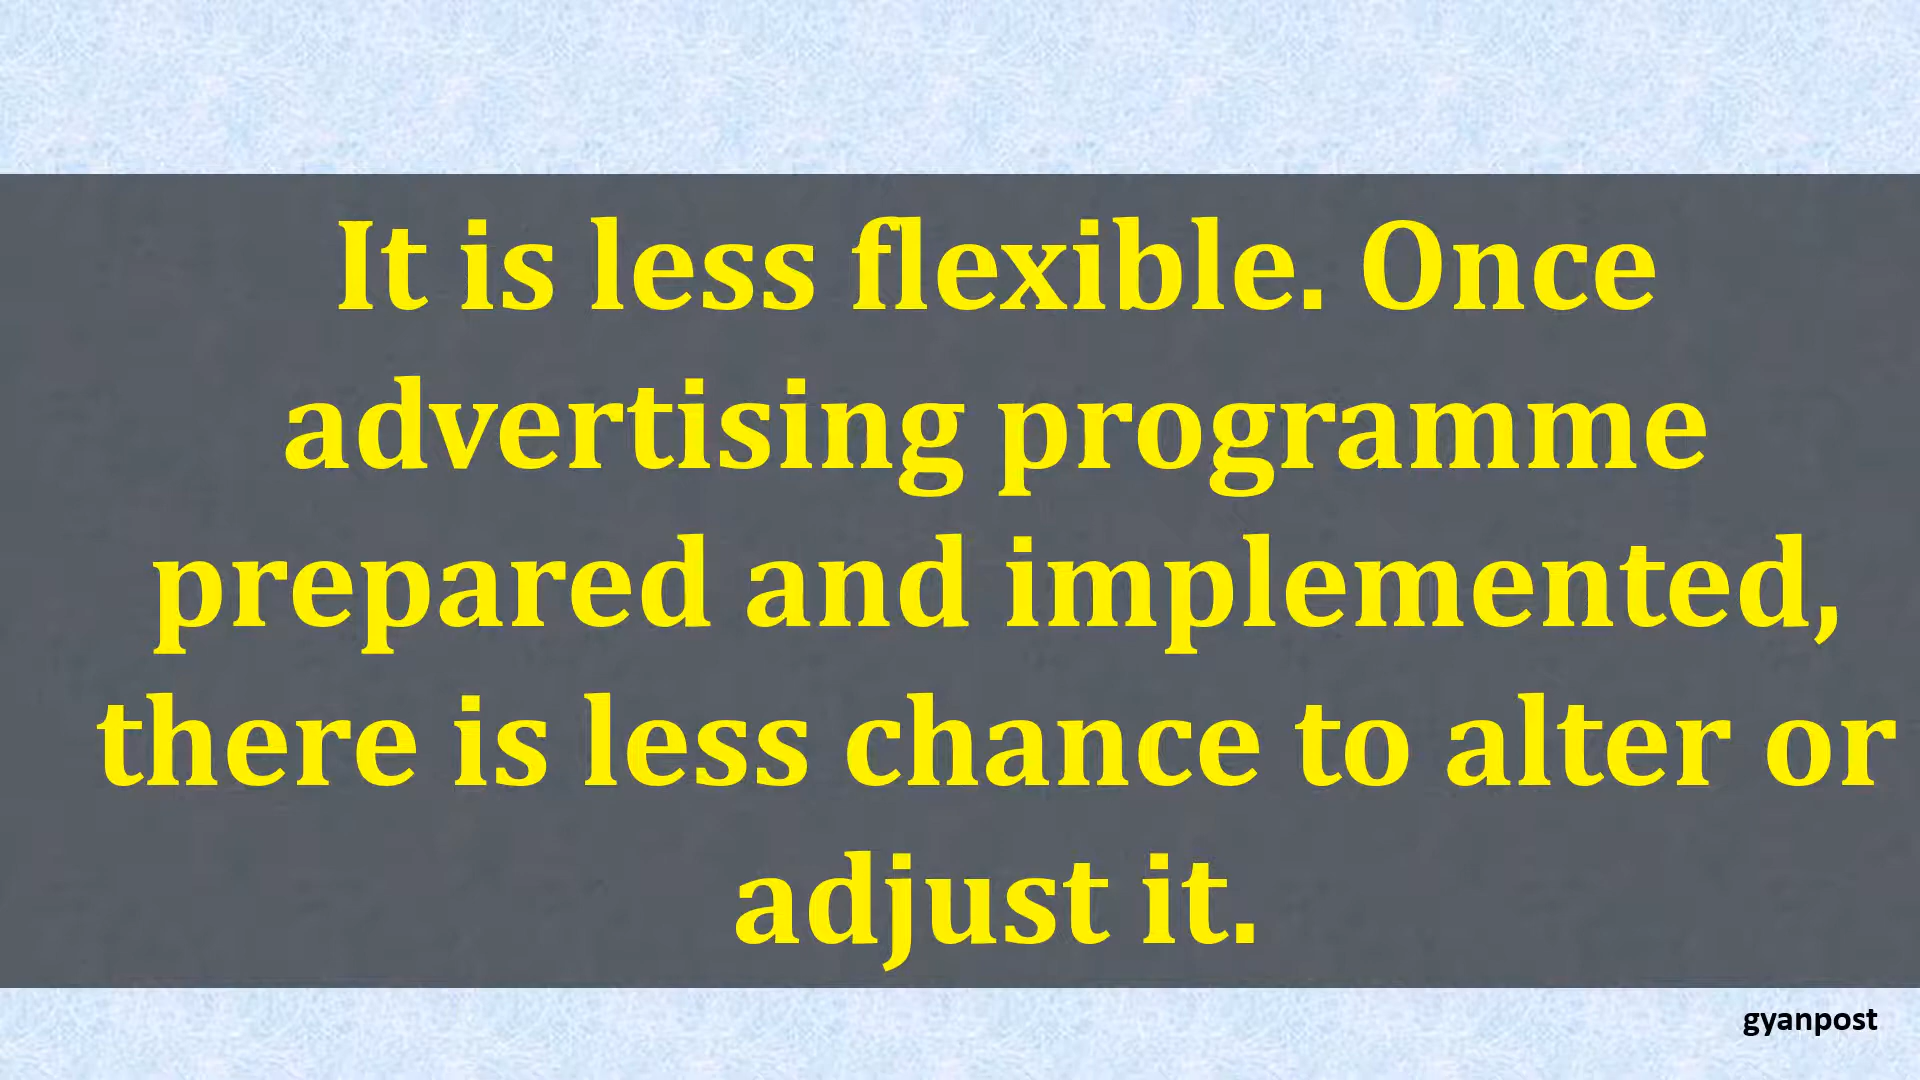 It is less flexible. Once
advertising programme
prepared and implemented,
there is less chance to alter or
adjust it.
gyanpost